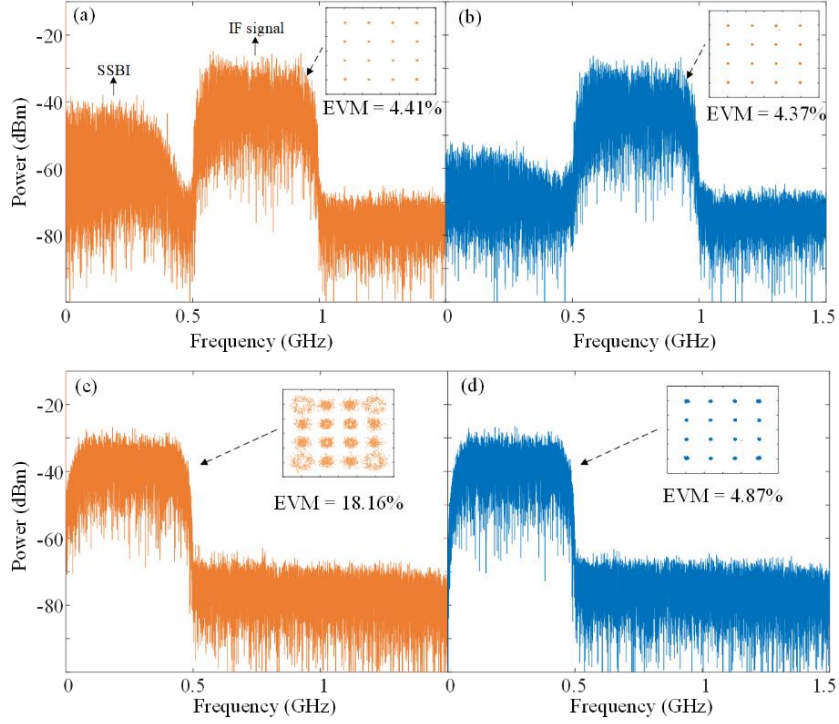 (a)
IF signal
SSBI
EVM = 4.41%
-20
-40
-60
-80
Power (dBm)
0
0.5
1
Frequency (GHz)
(b)
EVM = 4.37%
0
0.5
1
1.5
Frequency (GHz)
(c)
EVM = 18.16%
-20
-40
-60
-80
Power (dBm)
0
0.5
1
Frequency (GHz)
(d)
EVM = 4.87%
0
0.5
1
1.5
Frequency (GHz)